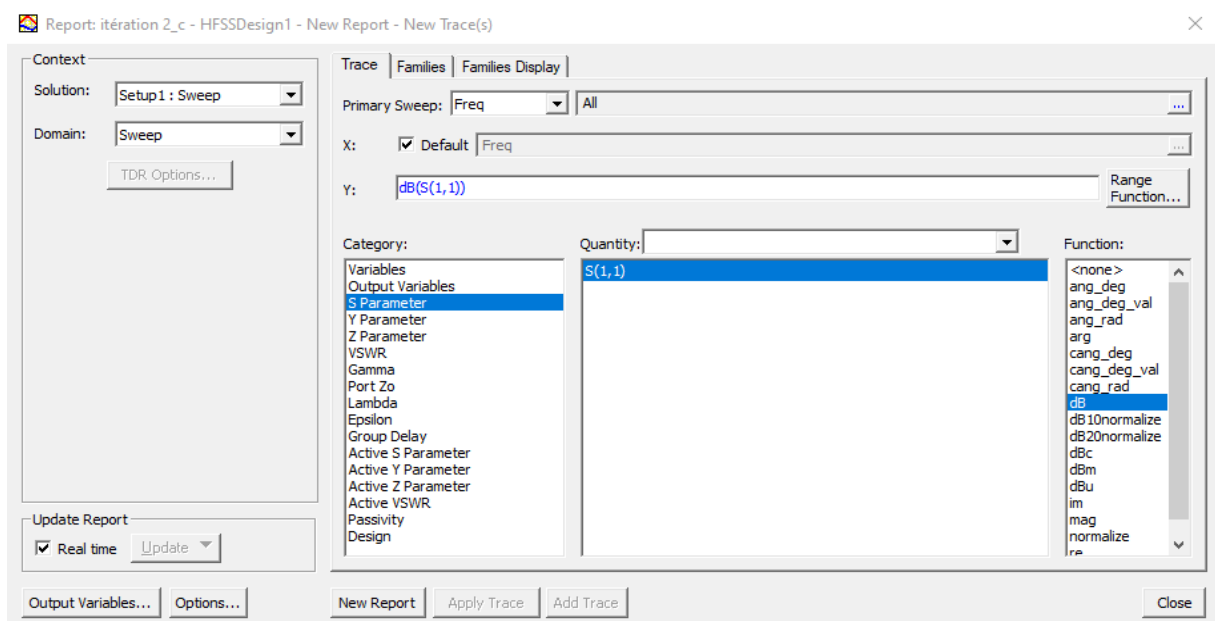 Report: itération 2_c - HFSSDesign1 - New Report - New Trace(s)
Context
Solution: Setup1 : Sweep
Domain: Sweep
TDR Options...
Update Report
Real time Update
Output Variables... Options...
Trace Families Families Display
Primary Sweep: Freq All ...
X: Default Freq ...
Y: dB(S(1,1)) Range
Function...
Category:
Variables
Output Variables
S Parameter
Y Parameter
Z Parameter
VSWR
Gamma
Port Zo
Lambda
Epsilon
Group Delay
Active S Parameter
Active Y Parameter
Active Z Parameter
Active VSWR
Passivity
Design
Quantity:
S(1,1)
Function:
<none>
ang_deg
ang_deg_val
ang_rad
arg
cang_deg
cang_deg_val
cang_rad
dB
dB10normalize
dB20normalize
dBc
dBm
dBu
im
mag
normalize
re
New Report Apply Trace Add Trace Close